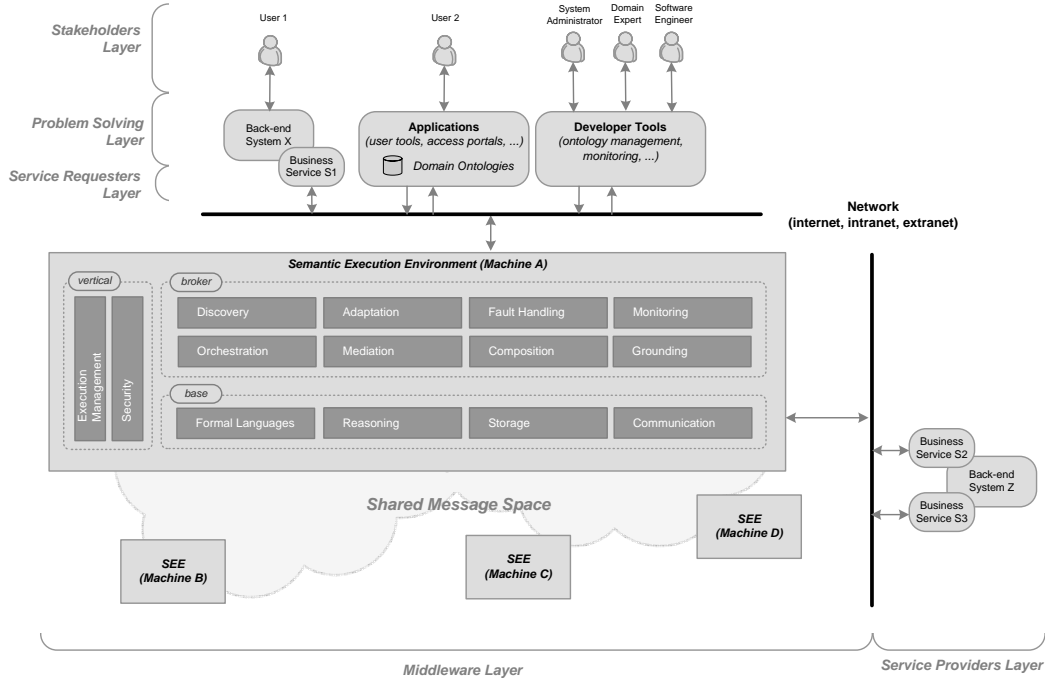 Stakeholders
Layer
User 1
User 2
System
Administrator
Domain
Expert
Software
Engineer
Problem Solving
Layer
Back-end
System X
Business
Service S1
Applications
(user tools, access portals, ...)
Domain Ontologies
Developer Tools
(ontology management,
monitoring, ...)
Service Requesters
Layer
Network
(internet, intranet, extranet)
Semantic Execution Environment (Machine A)
vertical
Execution
Management
Security
broker
Discovery
Adaptation
Fault Handling
Monitoring
Orchestration
Mediation
Composition
Grounding
base
Formal Languages
Reasoning
Storage
Communication
Business
Service S2
Back-end
System Z
Business
Service S3
Shared Message Space
SEE
(Machine B)
SEE
(Machine C)
SEE
(Machine D)
Middleware Layer
Service Providers Layer